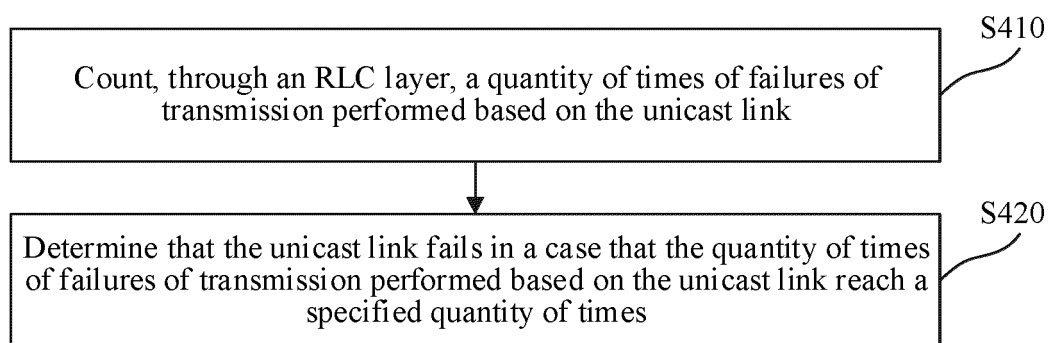 S410
Count, through an RLC layer, a quantity of times of failures of
transmission performed based on the unicast link
S420
Determine that the unicast link fails in a case that the quantity of times
of failures of transmission performed based on the unicast link reach a
specified quantity of times